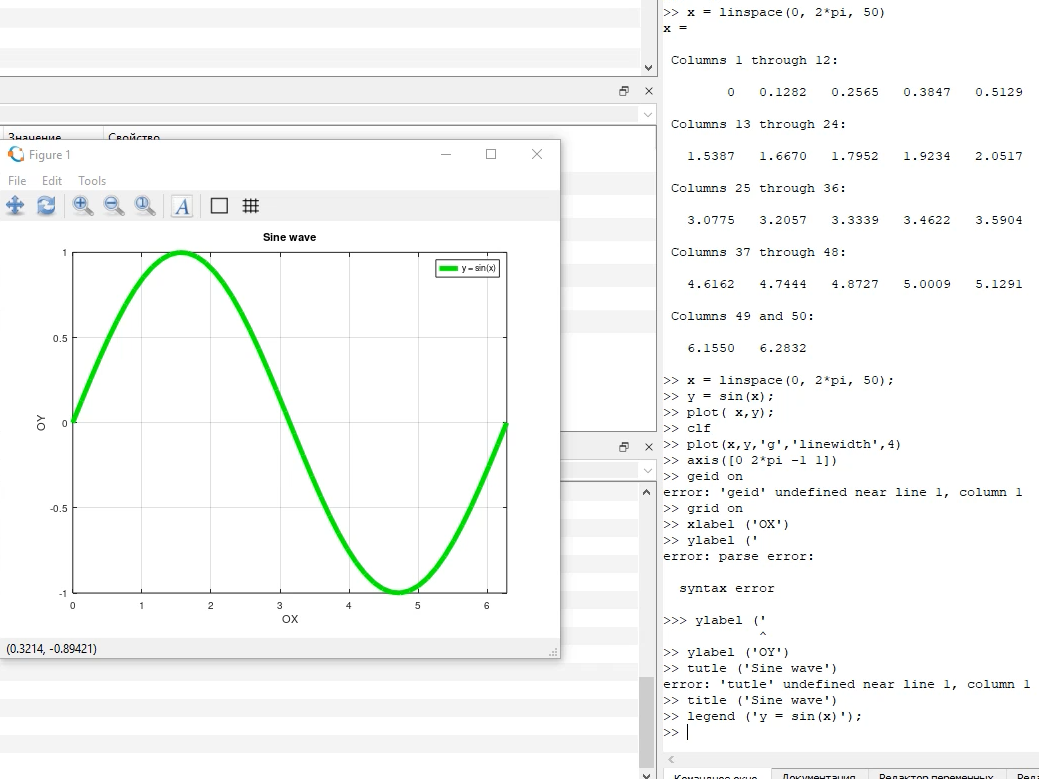 Значение Свойство
Figure 1
File Edit Tools
Sine wave
y = sin(x)
1
0.5
0
-0.5
-1
OY
0 1 2 3 4 5 6
OX
(0.3214, -0.89421)
>> x = linspace(0, 2*pi, 50)
x =
Columns 1 through 12:
0 0.1282 0.2565 0.3847 0.5129
Columns 13 through 24:
1.5387 1.6670 1.7952 1.9234 2.0517
Columns 25 through 36:
3.0775 3.2057 3.3339 3.4622 3.5904
Columns 37 through 48:
4.6162 4.7444 4.8727 5.0009 5.1291
Columns 49 and 50:
6.1550 6.2832
>> x = linspace(0, 2*pi, 50);
>> y = sin(x);
>> plot( x,y);
>> clf
>> plot(x,y,'g','linewidth',4)
>> axis([0 2*pi -1 1])
>> geid on
error: 'geid' undefined near line 1, column 1
>> grid on
>> xlabel ('OX')
>> ylabel ('
error: parse error:
syntax error
>>> ylabel ('
^
>> ylabel ('OY')
>> tutle ('Sine wave')
error: 'tutle' undefined near line 1, column 1
>> title ('Sine wave')
>> legend ('y = sin(x)');
>>
Командное окно Документация Редактор переменных